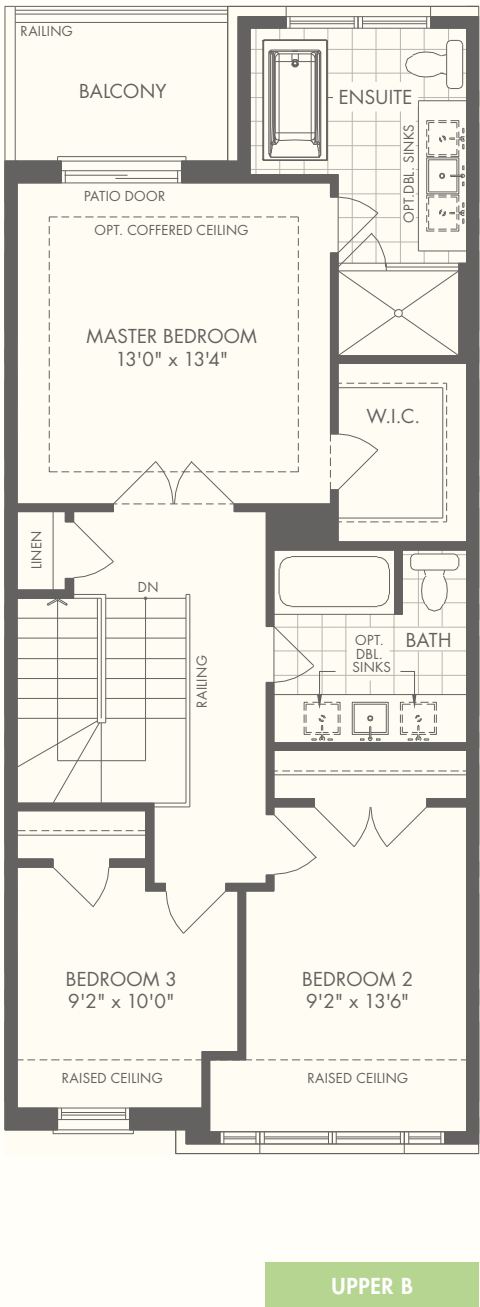 RAILING
BALCONY
ENSUITE
OPT.DBL. SINKS
PATIO DOOR
OPT. COFFERED CEILING
MASTER BEDROOM
13'0" x 13'4"
W.I.C.
LINEN
DN
RAILING
OPT.
DBL.
SINKS
BATH
BEDROOM 3
9'2" x 10'0"
BEDROOM 2
9'2" x 13'6"
RAISED CEILING
RAISED CEILING
UPPER B